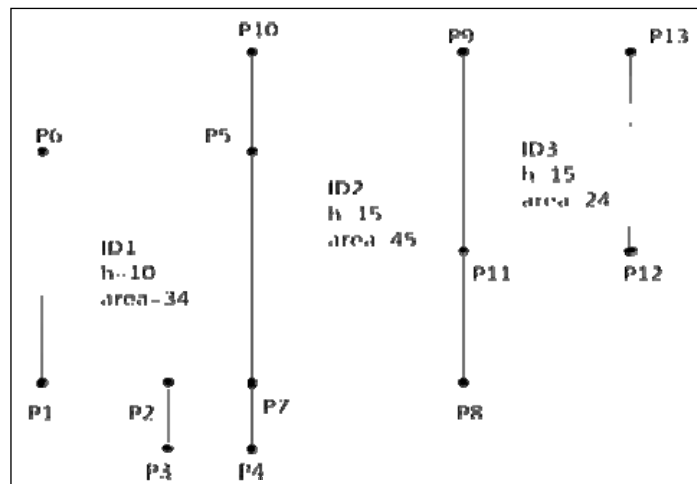 P10
P9
P13
P6
P5
ID3
h 15
area 24
ID2
h 15
area 45
ID1
h-10
area-34
P11
P12
P1
P2
P7
P8
P3
P4